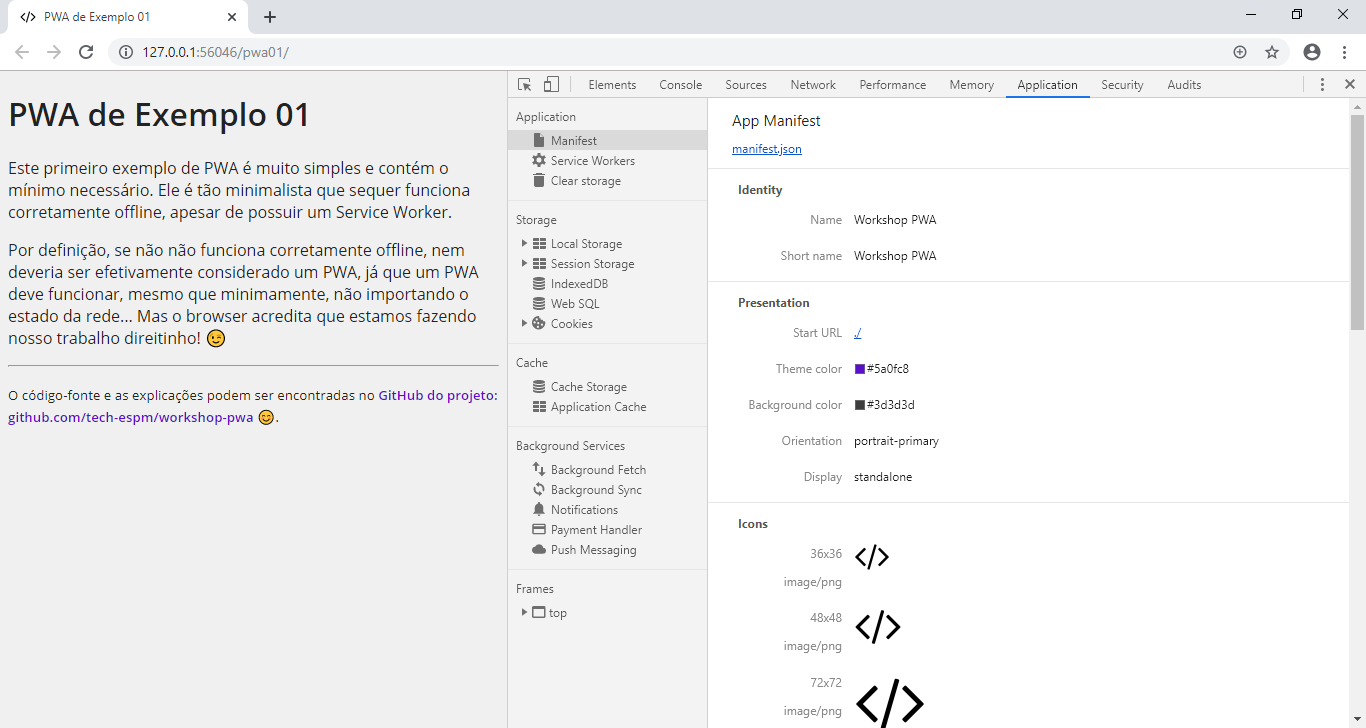 PWA de Exemplo 01
127.0.0.1:56046/pwa01/
PWA de Exemplo 01
Este primeiro exemplo de PWA é muito simples e contém o
mínimo necessário. Ele é tão minimalista que sequer funciona
corretamente offline, apesar de possuir um Service Worker.
Por definição, se não não funciona corretamente offline, nem
deveria ser efetivamente considerado um PWA, já que um PWA
deve funcionar, mesmo que minimamente, não importando o
estado da rede... Mas o browser acredita que estamos fazendo
nosso trabalho direitinho! 😉
O código-fonte e as explicações podem ser encontradas no GitHub do projeto:
github.com/tech-espm/workshop-pwa 😊.
Elements Console Sources Network Performance Memory Application Security Audits
Application
Manifest
Service Workers
Clear storage
Storage
Local Storage
Session Storage
IndexedDB
Web SQL
Cookies
Cache
Cache Storage
Application Cache
Background Services
Background Fetch
Background Sync
Notifications
Payment Handler
Push Messaging
Frames
top
App Manifest
manifest.json
Identity
Name Workshop PWA
Short name Workshop PWA
Presentation
Start URL ./
Theme color #5a0fc8
Background color #3d3d3d
Orientation portrait-primary
Display standalone
Icons
36x36 </>
image/png
48x48 </>
image/png
72x72 </>
image/png